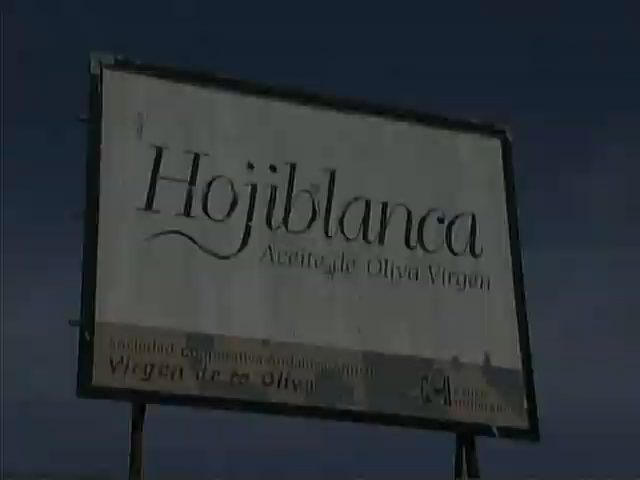 Hojiblanca
Aceite de Oliva Virgen
Sociedad Cooperativa Andaluza
Virgen de la Oliva